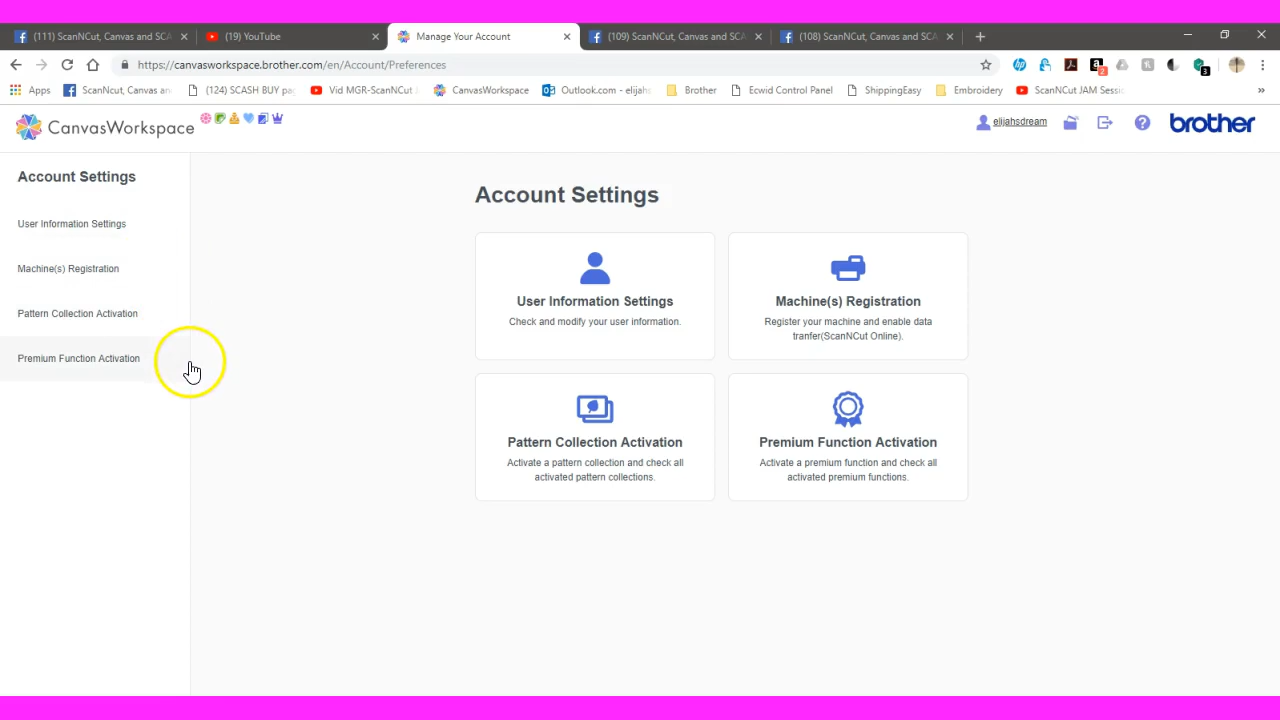 (111) ScanNCut, Canvas and SCA
(19) YouTube
Manage Your Account
(109) ScanNCut, Canvas and SCA
(108) ScanNCut, Canvas and SCA
https://canvasworkspace.brother.com/en/Account/Preferences
2
3
Apps
ScanNCut, Canvas an
(124) SCASH BUY pag
Vid MGR-ScanNCut J
CanvasWorkspace
Outlook.com - elijahs
Brother
Ecwid Control Panel
ShippingEasy
Embroidery
ScanNCut JAM Sessi
CanvasWorkspace
elijahsdream
brother
Account Settings
User Information Settings
Machine(s) Registration
Pattern Collection Activation
Premium Function Activation
Account Settings
User Information Settings
Check and modify your user information.
Machine(s) Registration
Register your machine and enable data
tranfer(ScanNCut Online).
Pattern Collection Activation
Activate a pattern collection and check all
activated pattern collections.
Premium Function Activation
Activate a premium function and check all
activated premium functions.